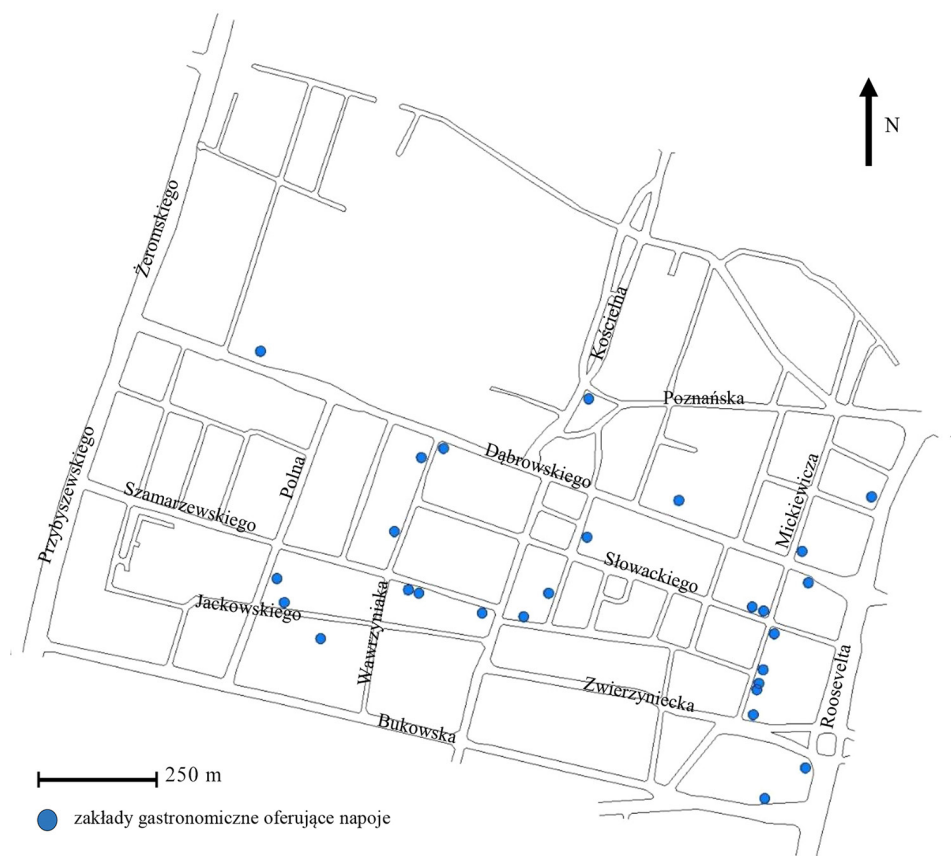 N
Żeromskiego
Kościelna
Poznańska
Dąbrowskiego
Mickiewicza
Polna
Przybyszewskiego
Szamarzewskiego
Słowackiego
Jackowskiego
Wawrzyniaka
Zwierzyniecka
Roosevelta
Bukowska
250 m
zakłady gastronomiczne oferujące napoje